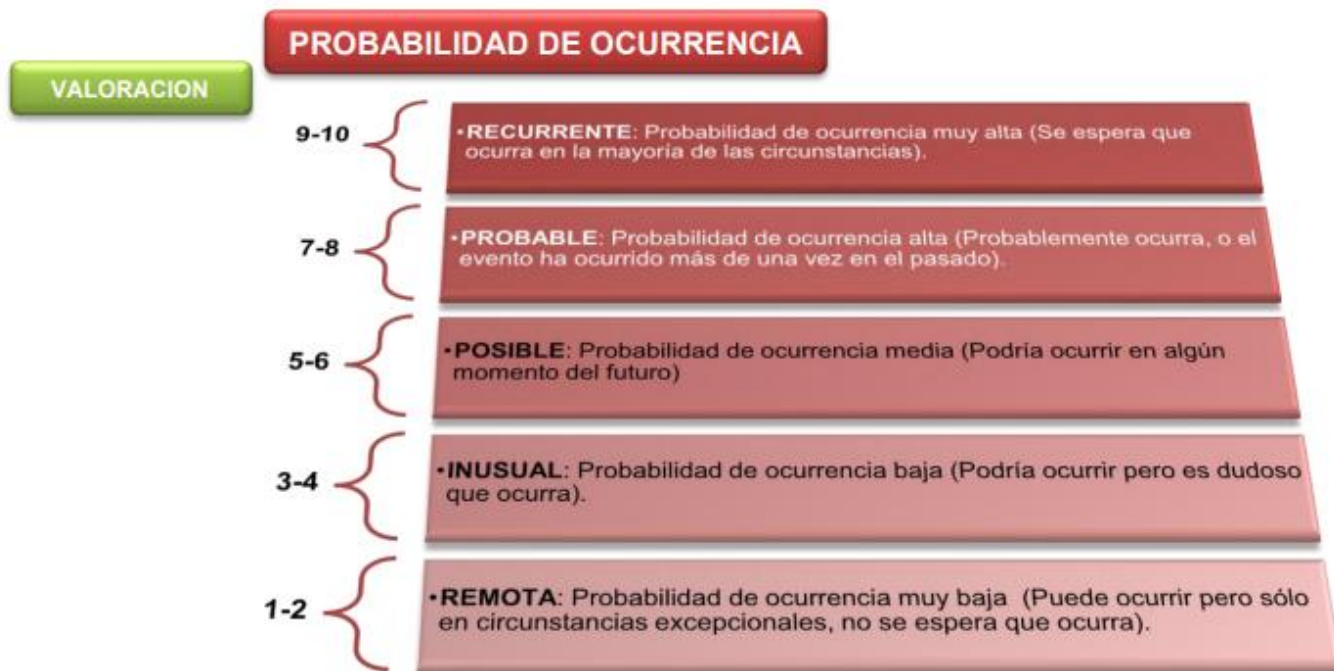 PROBABILIDAD DE OCURRENCIA
VALORACION
9-10
•RECURRENTE: Probabilidad de ocurrencia muy alta (Se espera que
ocurra en la mayoría de las circunstancias).
7-8
•PROBABLE: Probabilidad de ocurrencia alta (Probablemente ocurra, o el
evento ha ocurrido más de una vez en el pasado).
5-6
•POSIBLE: Probabilidad de ocurrencia media (Podría ocurrir en algún
momento del futuro)
3-4
•INUSUAL: Probabilidad de ocurrencia baja (Podría ocurrir pero es dudoso
que ocurra).
1-2
•REMOTA: Probabilidad de ocurrencia muy baja (Puede ocurrir pero sólo
en circunstancias excepcionales, no se espera que ocurra).